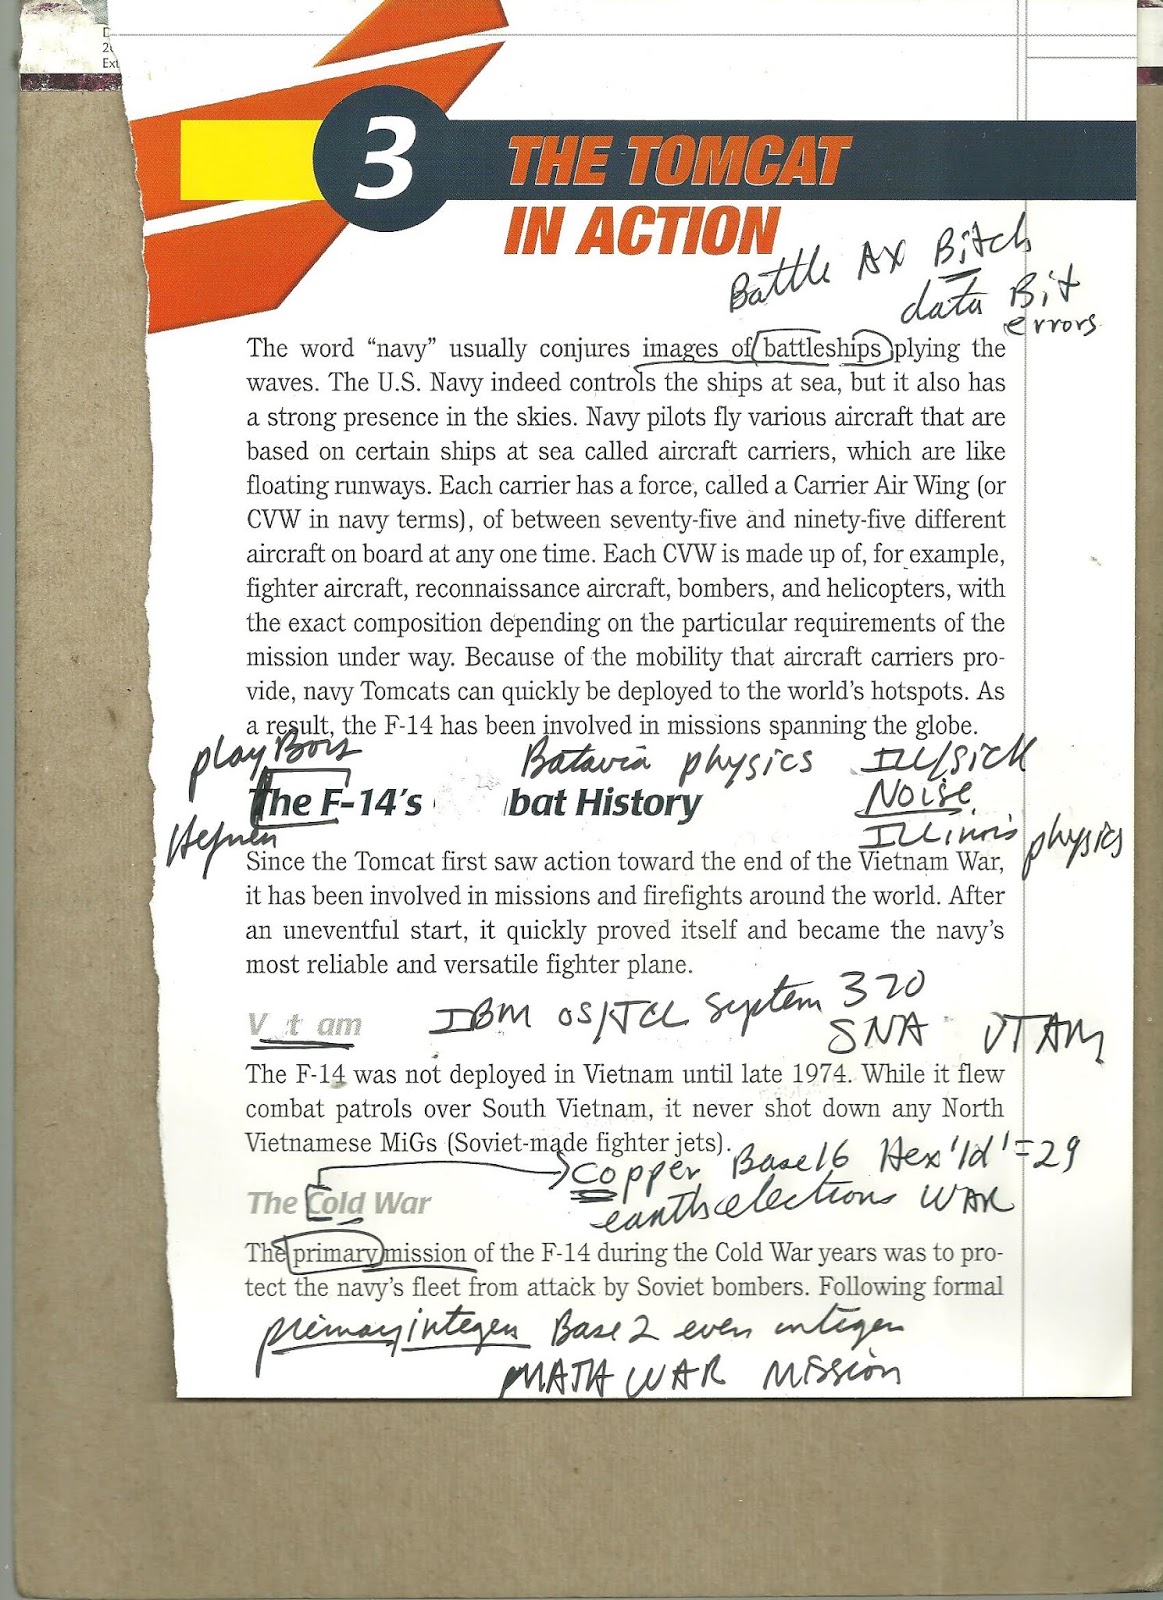 D
20
Ext
3
THE TOMCAT
IN ACTION
Battle Ax Bitch
data Bit
errors
The word “navy” usually conjures images of battleships plying the
waves. The U.S. Navy indeed controls the ships at sea, but it also has
a strong presence in the skies. Navy pilots fly various aircraft that are
based on certain ships at sea called aircraft carriers, which are like
floating runways. Each carrier has a force, called a Carrier Air Wing (or
CVW in navy terms), of between seventy-five and ninety-five different
aircraft on board at any one time. Each CVW is made up of, for example,
fighter aircraft, reconnaissance aircraft, bombers, and helicopters, with
the exact composition depending on the particular requirements of the
mission under way. Because of the mobility that aircraft carriers pro-
vide, navy Tomcats can quickly be deployed to the world’s hotspots. As
a result, the F-14 has been involved in missions spanning the globe.
play Boys Batavia physics Ill/sick
The F-14’s bat History Noise
Hefner Illinois physics
Since the Tomcat first saw action toward the end of the Vietnam War,
it has been involved in missions and firefights around the world. After
an uneventful start, it quickly proved itself and became the navy’s
most reliable and versatile fighter plane.
IBM OS/JCL System 370
V t am SNA VTAM
The F-14 was not deployed in Vietnam until late 1974. While it flew
combat patrols over South Vietnam, it never shot down any North
Vietnamese MiGs (Soviet-made fighter jets).
copper Base 16 Hex '1d' = 29
The Cold War earths elections WAR
The primary mission of the F-14 during the Cold War years was to pro-
tect the navy’s fleet from attack by Soviet bombers. Following formal
primary integer Base 2 even integer
MATH WAR Mission